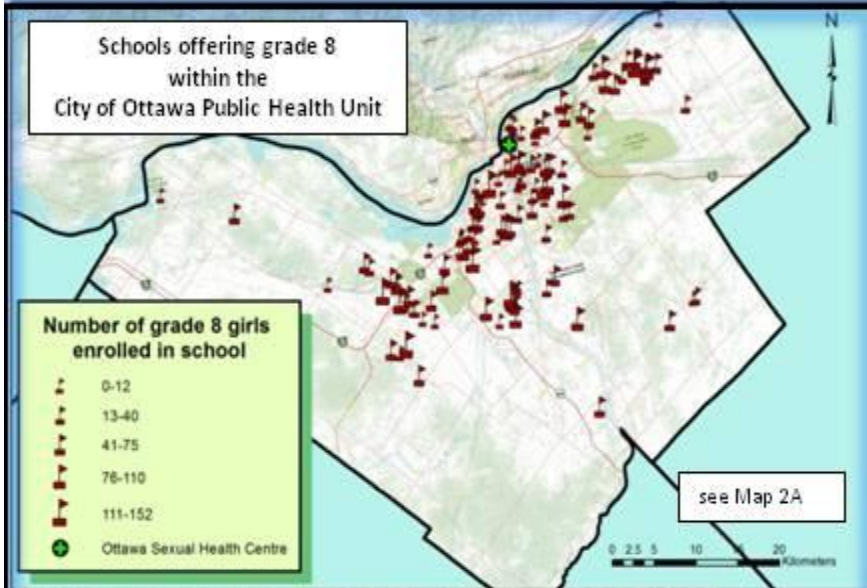 Schools offering grade 8
within the
City of Ottawa Public Health Unit
N
Number of grade 8 girls
enrolled in school
0-12
13-40
41-75
76-110
111-152
Ottawa Sexual Health Centre
see Map 2A
0 2.5 5 10 15 20
Kilometers